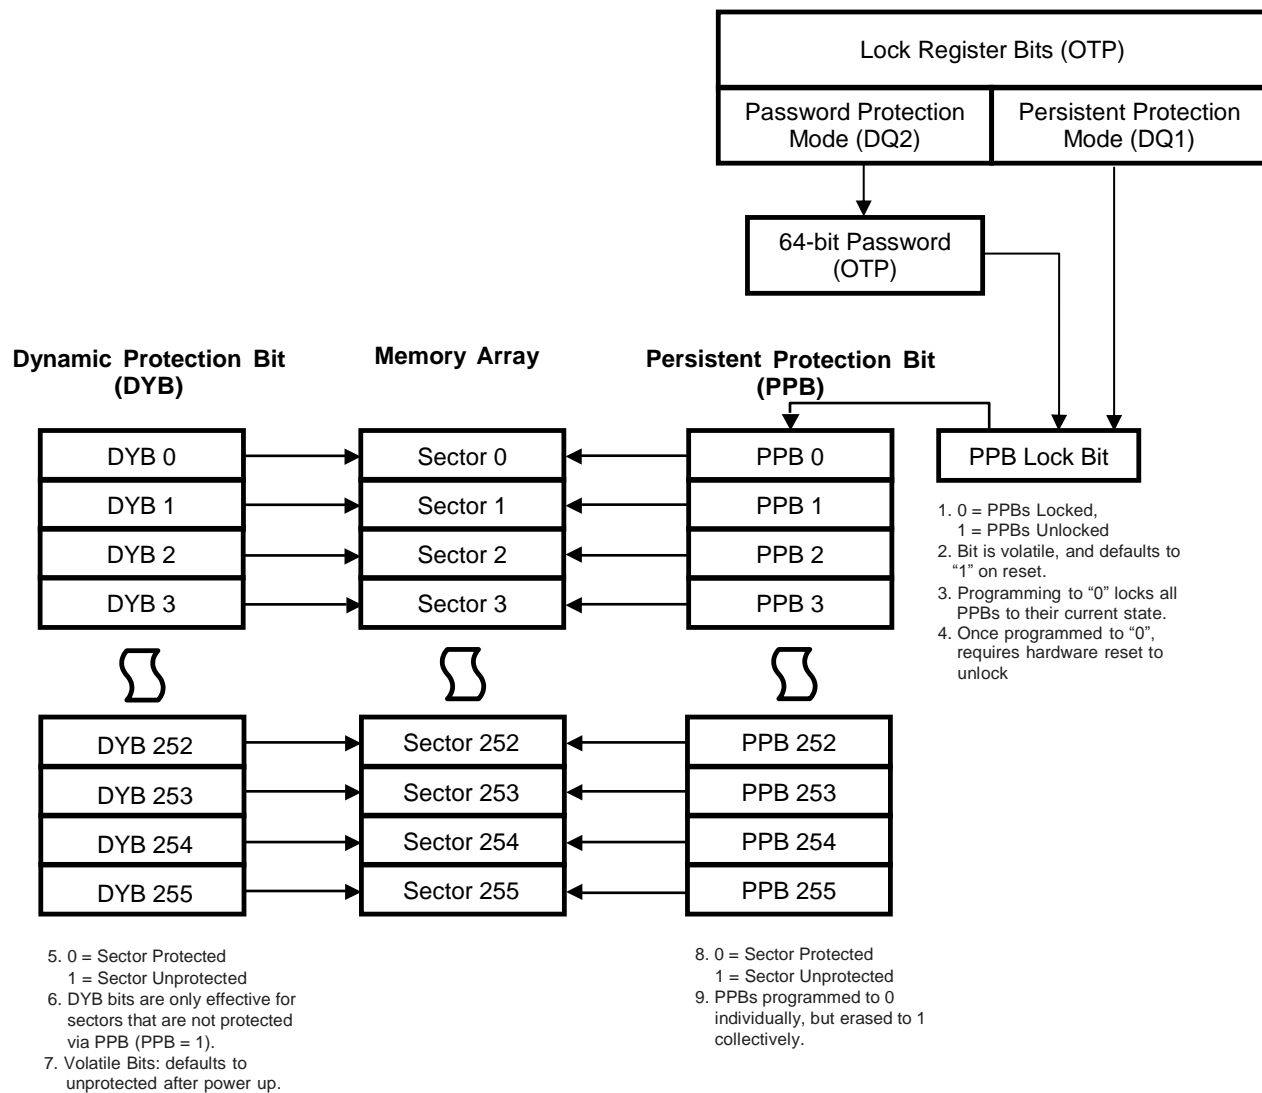 Lock Register Bits (OTP)
Password Protection
Mode (DQ2)
Persistent Protection
Mode (DQ1)
64-bit Password
(OTP)
Dynamic Protection Bit
(DYB)
Memory Array
Persistent Protection Bit
(PPB)
DYB 0
Sector 0
PPB 0
PPB Lock Bit
DYB 1
Sector 1
PPB 1
DYB 2
Sector 2
PPB 2
DYB 3
Sector 3
PPB 3
1. 0 = PPBs Locked,
1 = PPBs Unlocked
2. Bit is volatile, and defaults to
“1” on reset.
3. Programming to “0” locks all
PPBs to their current state.
4. Once programmed to “0”,
requires hardware reset to
unlock
DYB 252
Sector 252
PPB 252
DYB 253
Sector 253
PPB 253
DYB 254
Sector 254
PPB 254
DYB 255
Sector 255
PPB 255
5. 0 = Sector Protected
1 = Sector Unprotected
6. DYB bits are only effective for
sectors that are not protected
via PPB (PPB = 1).
7. Volatile Bits: defaults to
unprotected after power up.
8. 0 = Sector Protected
1 = Sector Unprotected
9. PPBs programmed to 0
individually, but erased to 1
collectively.